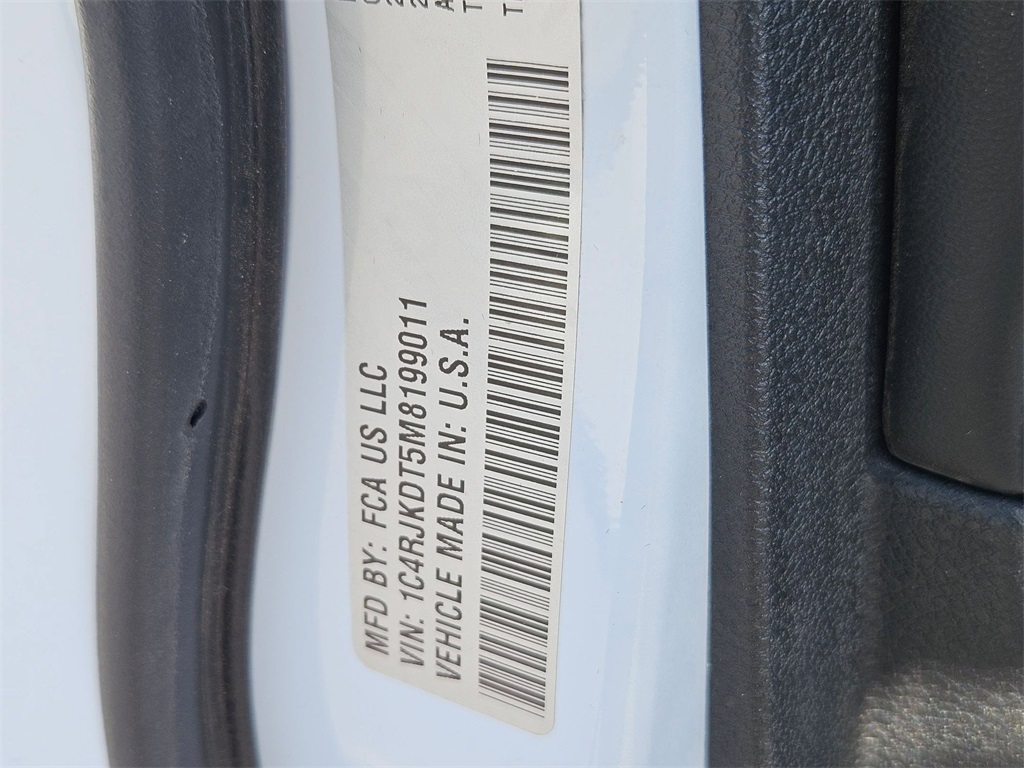 MFD BY: FCA US LLC
VIN: 1C4RJKDT5M8199011
VEHICLE MADE IN: U.S.A.